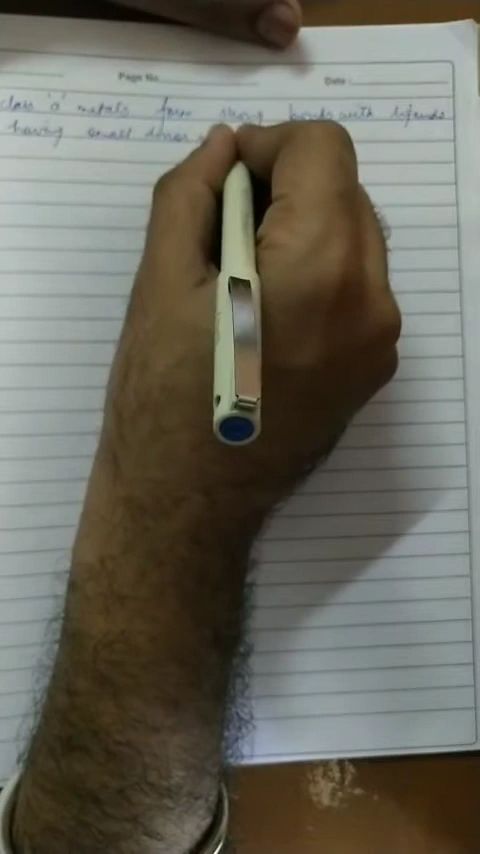 Page No. Date :
class 'a' metals form strong bonds with ligands
having small donor